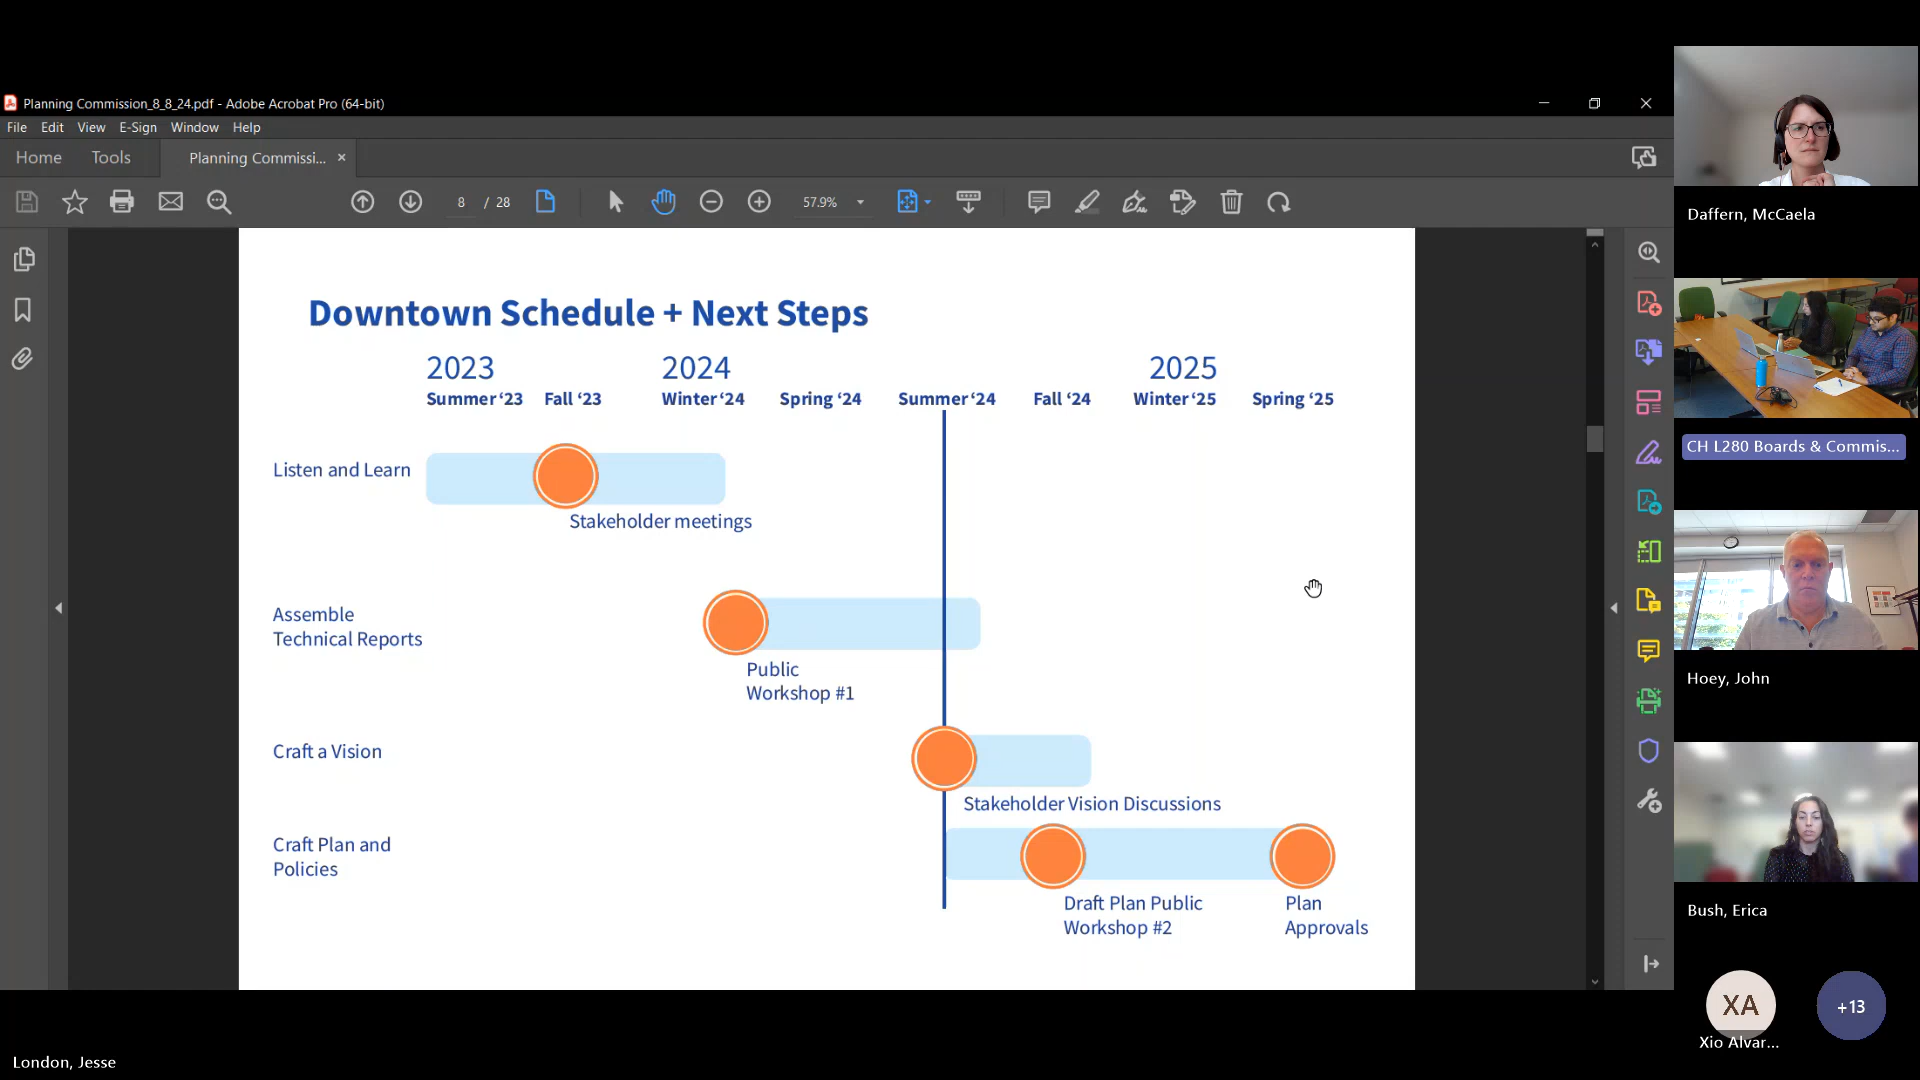 Planning Commission_8_8_24.pdf - Adobe Acrobat Pro (64-bit)
File Edit View E-Sign Window Help
Home Tools Planning Commissi... ×
8 / 28 57.9%
Downtown Schedule + Next Steps
2023 2024 2025
Summer ‘23 Fall ‘23 Winter ‘24 Spring ‘24 Summer ‘24 Fall ‘24 Winter ‘25 Spring ‘25
Listen and Learn
Stakeholder meetings
Assemble
Technical Reports
Public
Workshop #1
Craft a Vision
Stakeholder Vision Discussions
Craft Plan and
Policies
Draft Plan Public
Workshop #2
Plan
Approvals
Daffern, McCaela
CH L280 Boards & Commis...
Hoey, John
Bush, Erica
XA
+13
Xio Alvar...
London, Jesse